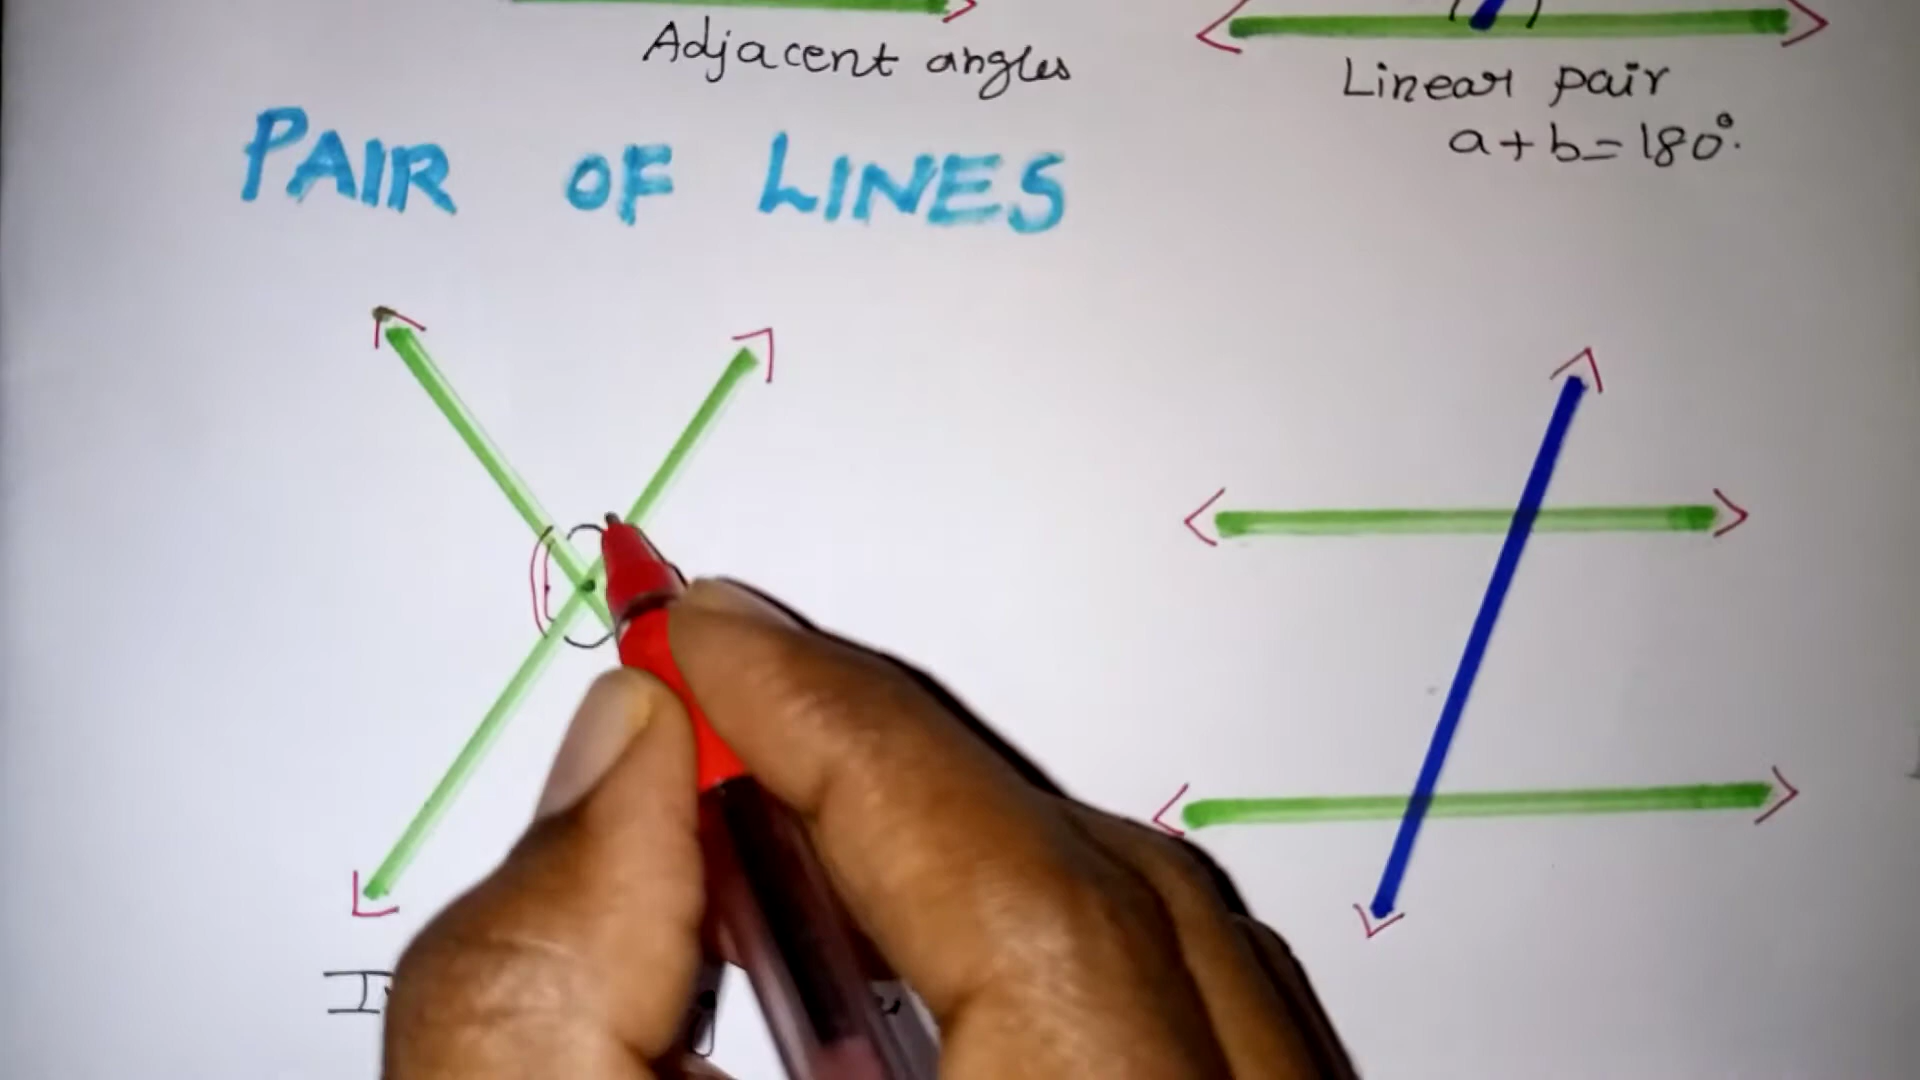 Adjacent angles
Linear pair
a + b = 180°.
PAIR OF LINES